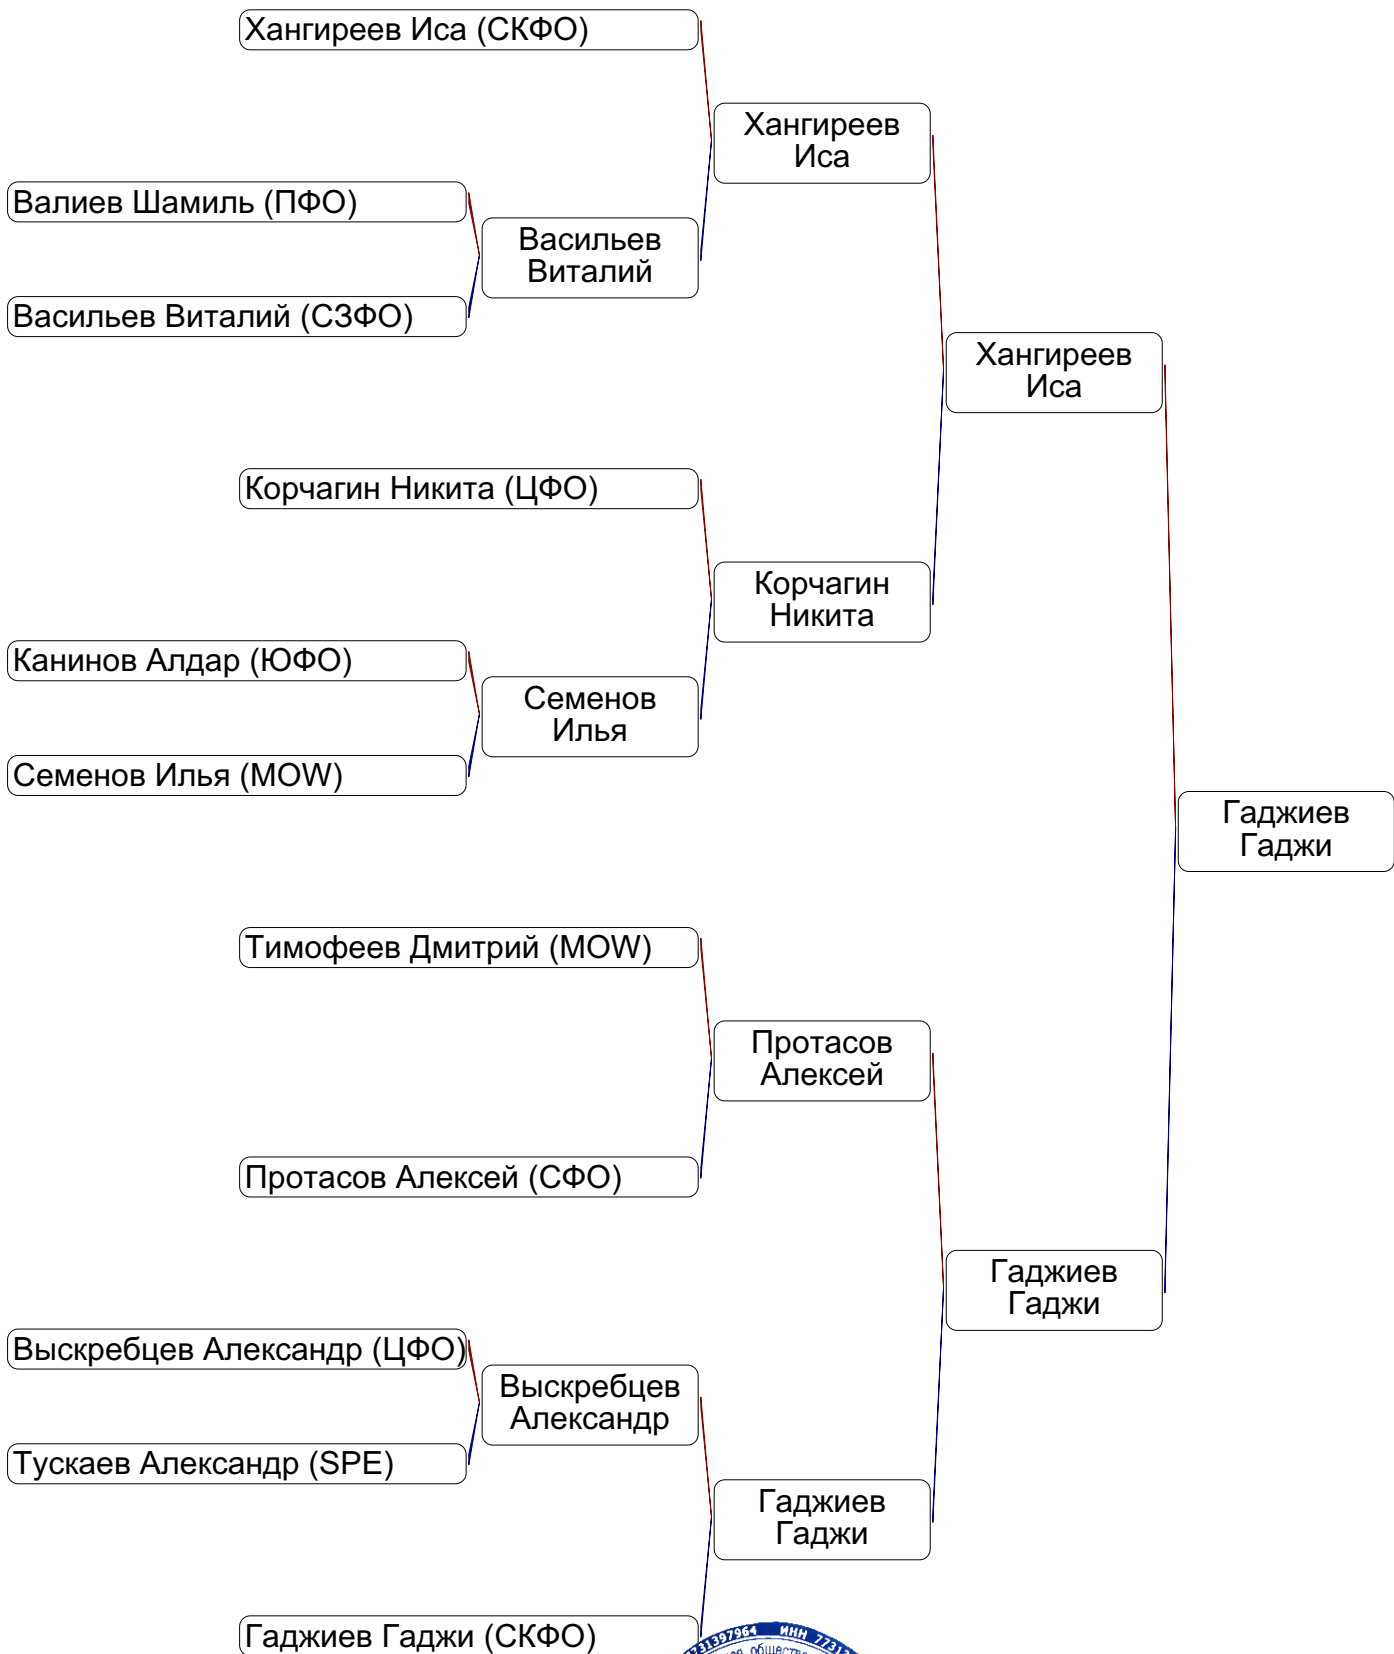 Хангиреев Иса (СКФО)
Хангиреев
Иса
Валиев Шамиль (ПФО)
Васильев
Виталий
Васильев Виталий (СЗФО)
Хангиреев
Иса
Корчагин Никита (ЦФО)
Корчагин
Никита
Канинов Алдар (ЮФО)
Семенов
Илья
Семенов Илья (MOW)
Гаджиев
Гаджи
Тимофеев Дмитрий (MOW)
Протасов
Алексей
Протасов Алексей (СФО)
Гаджиев
Гаджи
Выскребцев Александр (ЦФО)
Выскребцев
Александр
Тускаев Александр (SPE)
Гаджиев
Гаджи
Гаджиев Гаджи (СКФО)
ИНН